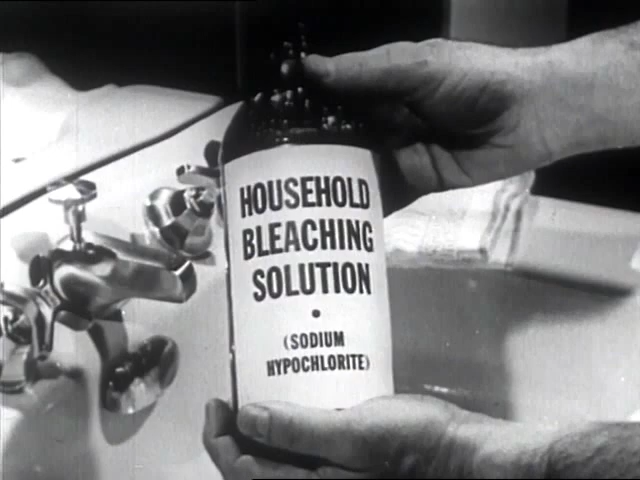 HOUSEHOLD
BLEACHING
SOLUTION
•
(SODIUM
HYPOCHLORITE)